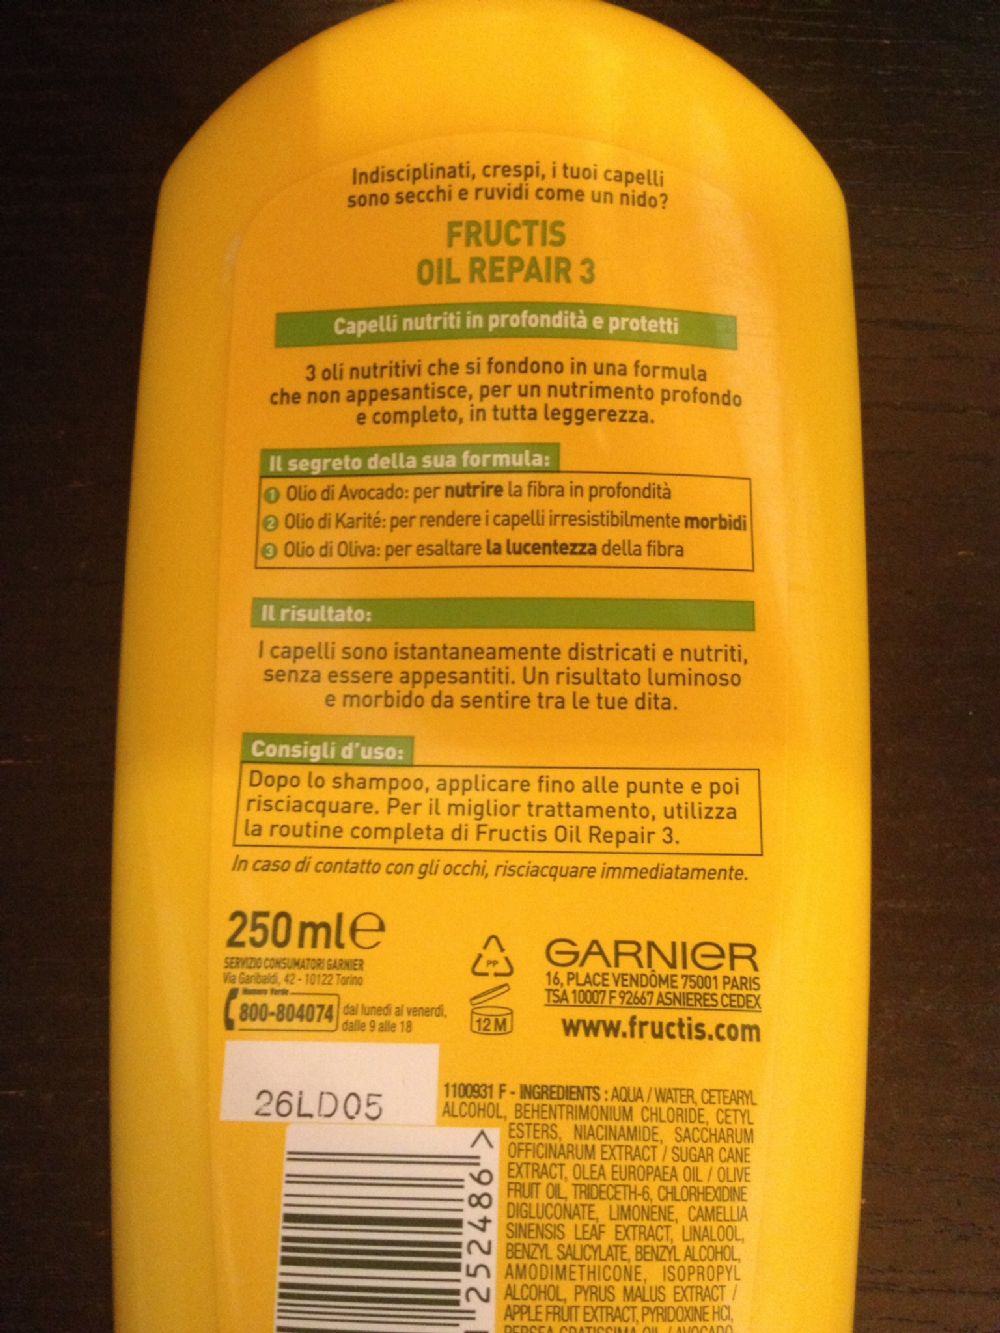 Indisciplinati, crespi, i tuoi capelli
sono secchi e ruvidi come un nido?
FRUCTIS
OIL REPAIR 3
Capelli nutriti in profondità e protetti
3 oli nutritivi che si fondono in una formula
che non appesantisce, per un nutrimento profondo
e completo, in tutta leggerezza.
Il segreto della sua formula:
1 Olio di Avocado: per nutrire la fibra in profondità
2 Olio di Karité: per rendere i capelli irresistibilmente morbidi
3 Olio di Oliva: per esaltare la lucentezza della fibra
Il risultato:
I capelli sono istantaneamente districati e nutriti,
senza essere appesantiti. Un risultato luminoso
e morbido da sentire tra le tue dita.
Consigli d'uso:
Dopo lo shampoo, applicare fino alle punte e poi
risciacquare. Per il miglior trattamento, utilizza
la routine completa di Fructis Oil Repair 3.
In caso di contatto con gli occhi, risciacquare immediatamente.
250 ml e
SERVIZIO CONSUMATORI GARNIER
Via Garibaldi, 42 - 10122 Torino
Numero Verde
800-804074
dal lunedì al venerdì,
dalle 9 alle 18
PP
12 M
GARNIER
16, PLACE VENDÔME 75001 PARIS
TSA 10007 F 92667 ASNIERES CEDEX
www.fructis.com
26LD05
1100931 F - INGREDIENTS : AQUA / WATER, CETEARYL
ALCOHOL, BEHENTRIMONIUM CHLORIDE, CETYL
ESTERS, NIACINAMIDE, SACCHARUM
OFFICINARUM EXTRACT / SUGAR CANE
EXTRACT, OLEA EUROPAEA OIL / OLIVE
FRUIT OIL, TRIDECETH-6, CHLORHEXIDINE
DIGLUCONATE, LIMONENE, CAMELLIA
SINENSIS LEAF EXTRACT, LINALOOL,
BENZYL SALICYLATE, BENZYL ALCOHOL,
AMODIMETHICONE, ISOPROPYL
ALCOHOL, PYRUS MALUS EXTRACT /
APPLE FRUIT EXTRACT, PYRIDOXINE HCl,
PERSEA GRATISSIMA OIL / AVOCADO
252486>